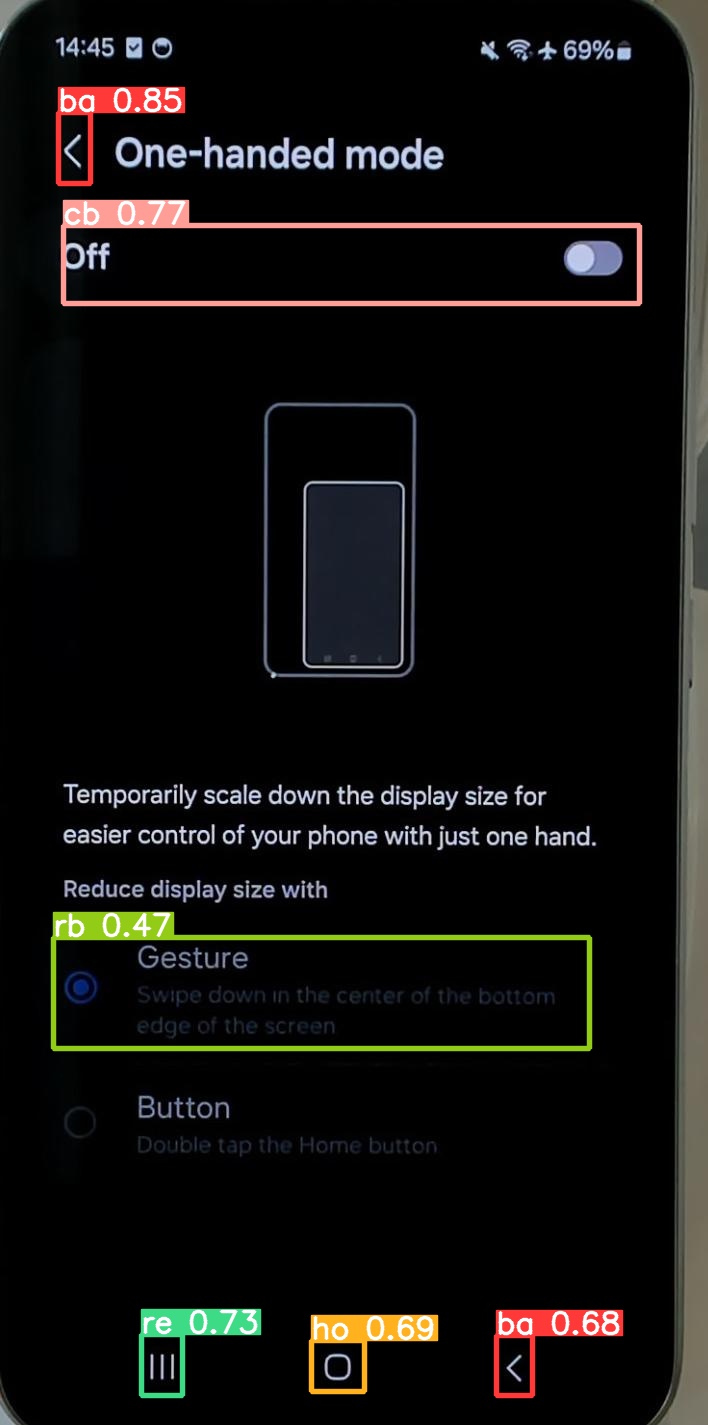 14:45 69%
ba 0.85
One-handed mode
cb 0.77
Off
Temporarily scale down the display size for
easier control of your phone with just one hand.
Reduce display size with
rb 0.47
Gesture
Swipe down in the center of the bottom
edge of the screen
Button
Double tap the Home button
re 0.73 ho 0.69 ba 0.68